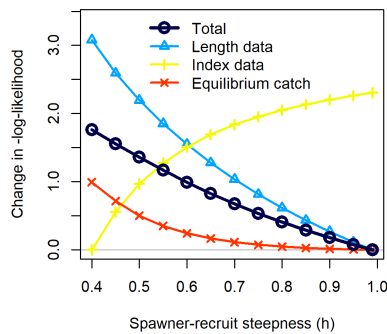 Total
Length data
Index data
Equilibrium catch
Change in -log-likelihood
3.0
2.0
1.0
0.0
0.4 0.5 0.6 0.7 0.8 0.9 1.0
Spawner-recruit steepness (h)